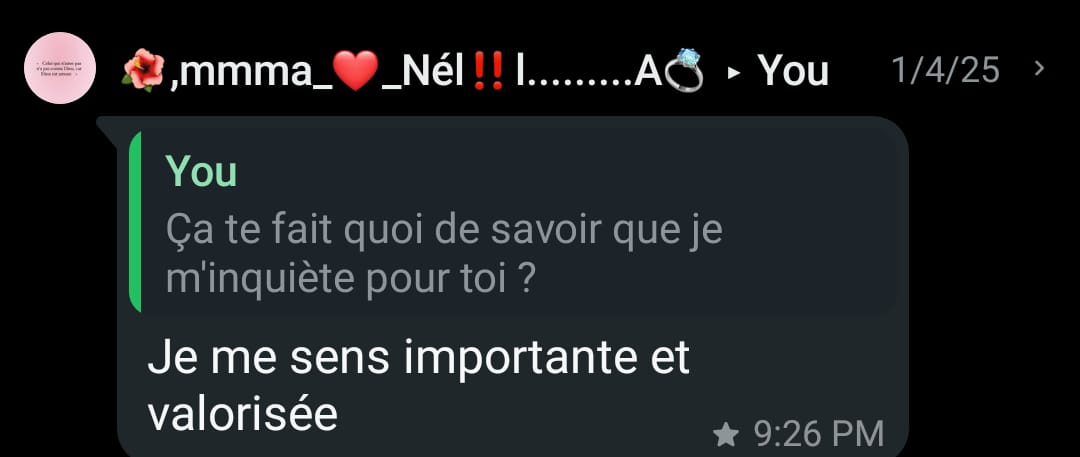 🌺,mmma_❤️_Nél‼️l.........A💍 ▸ You 1/4/25 >
You
Ça te fait quoi de savoir que je
m'inquiète pour toi ?
Je me sens importante et
valorisée
★ 9:26 PM